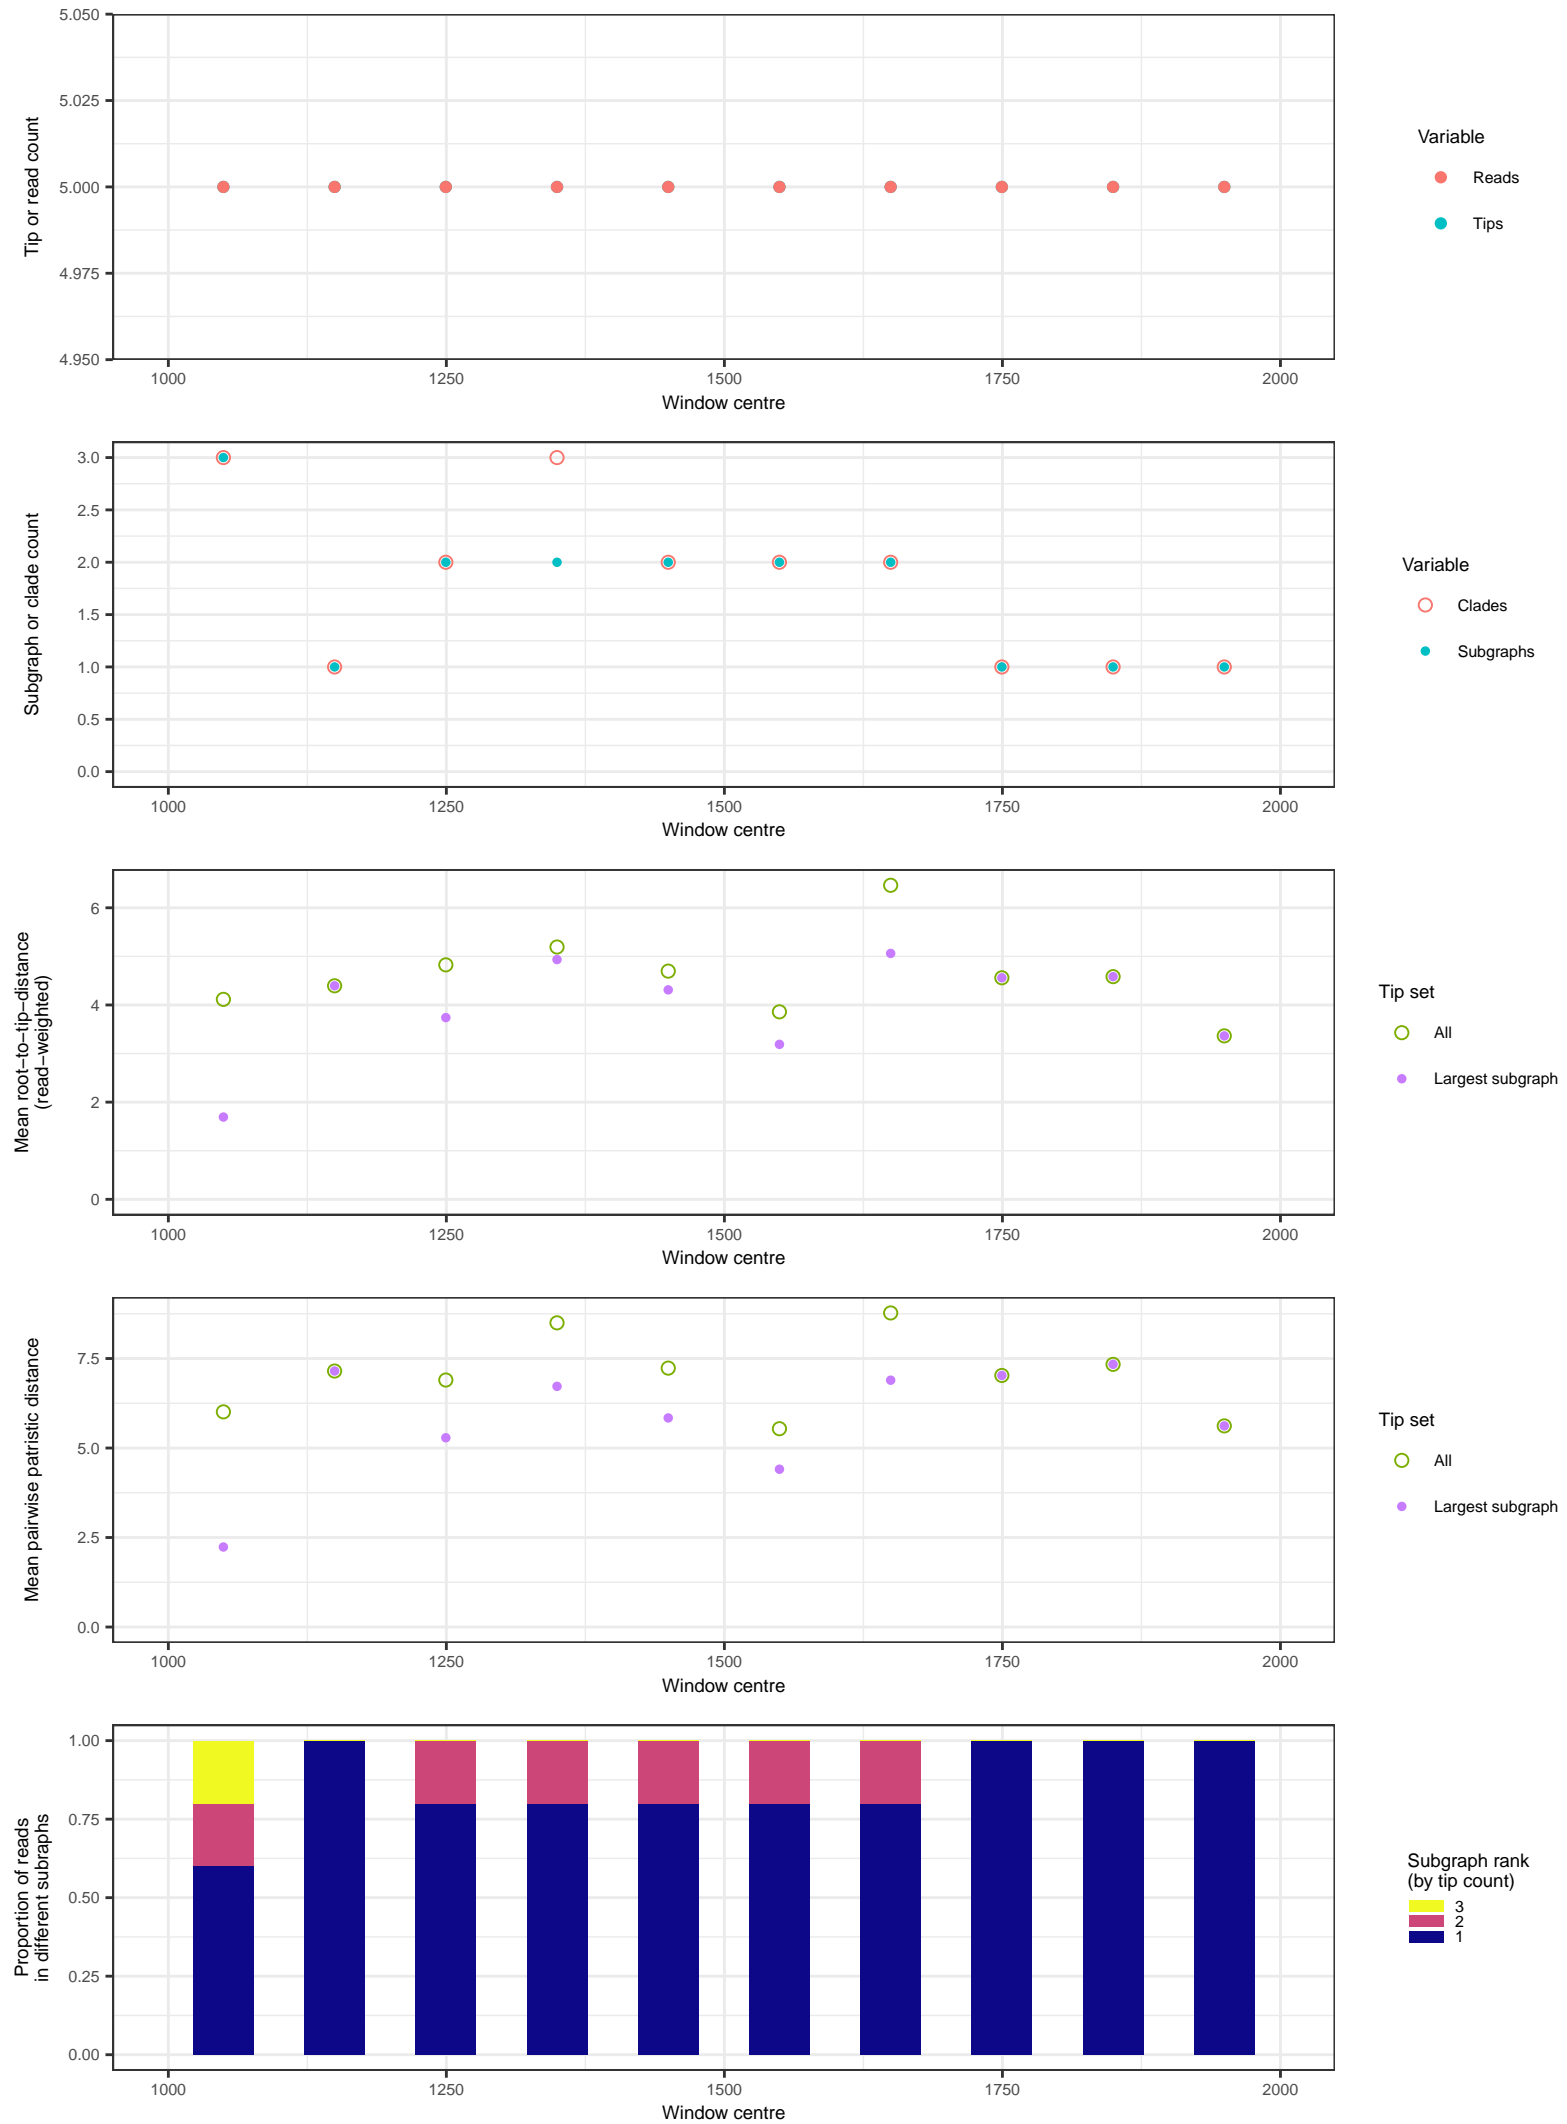 5.050
5.025
5.000
4.975
4.950
Tip or read count
1000 1250 1500 1750 2000
Window centre
Variable
Reads
Tips
3.0
2.5
2.0
1.5
1.0
0.5
0.0
Subgraph or clade count
1000 1250 1500 1750 2000
Window centre
Variable
Clades
Subgraphs
6
4
2
0
Mean root−to−tip−distance
(read−weighted)
1000 1250 1500 1750 2000
Window centre
Tip set
All
Largest subgraph
7.5
5.0
2.5
0.0
Mean pairwise patristic distance
1000 1250 1500 1750 2000
Window centre
Tip set
All
Largest subgraph
1.00
0.75
0.50
0.25
0.00
Proportion of reads
in different subraphs
1000 1250 1500 1750 2000
Window centre
Subgraph rank
(by tip count)
3
2
1